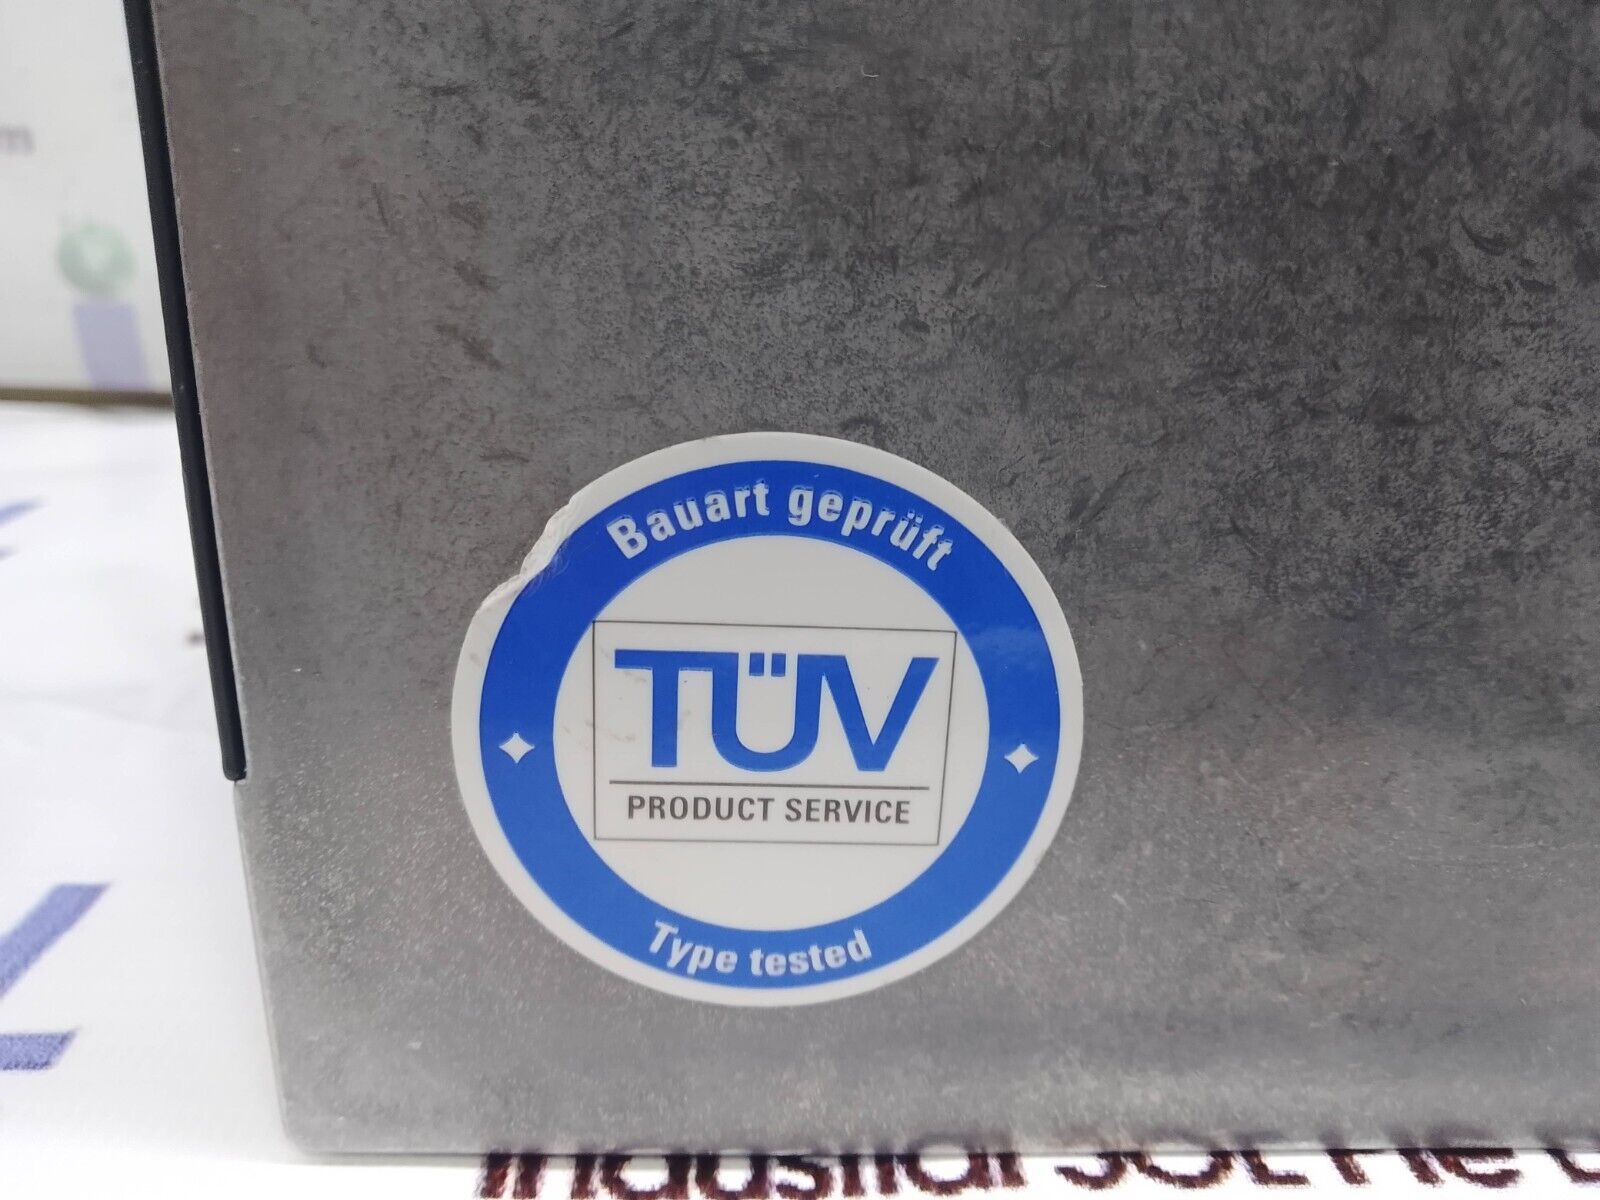 Bauart geprüft
TÜV
PRODUCT SERVICE
Type tested